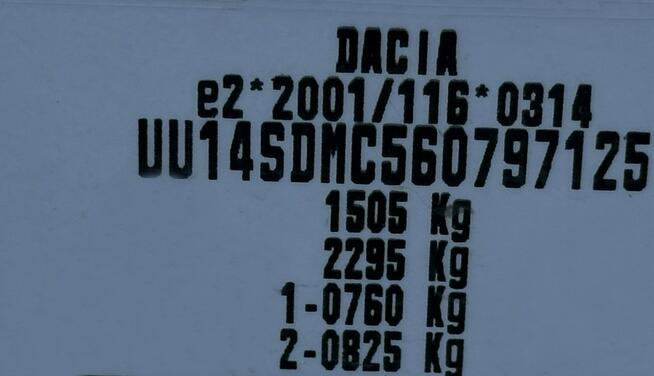 DACIA
e2*2001/116*0314
UU14SDMC560797125
1505 Kg
2295 Kg
1-0760 Kg
2-0825 Kg